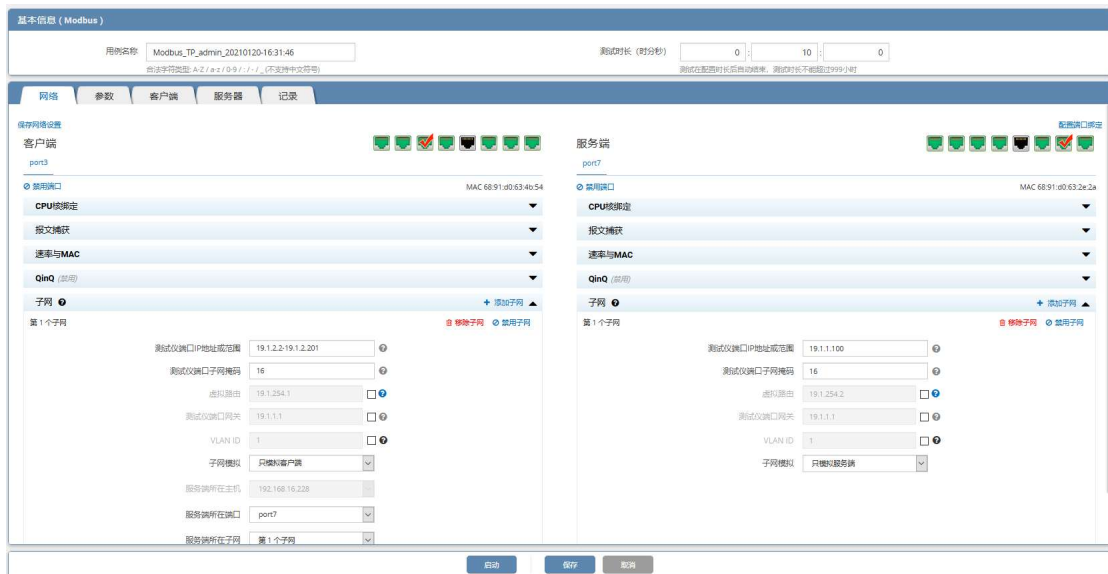 基本信息 ( Modbus )
用例名称 Modbus_TP_admin_20210120-16:31:46 测试时长（时分秒） 0 : 10 : 0
合法字符类型: A-Z / a-z / 0-9 / : / - / _ (不支持中文符号) 测试在配置时长后自动结束，测试时长不能超过999小时
网络 参数 客户端 服务器 记录
保存网络设置 配置端口绑定
客户端 服务端
port3 port7
禁用端口 MAC 68:91:d0:63:4b:54 禁用端口 MAC 68:91:d0:63:2e:2a
CPU核绑定 CPU核绑定
报文捕获 报文捕获
速率与MAC 速率与MAC
QinQ (禁用) QinQ (禁用)
子网 + 添加子网 子网 + 添加子网
第 1 个子网 移除子网 禁用子网 第 1 个子网 移除子网 禁用子网
测试仪端口IP地址或范围 19.1.2.2-19.1.2.201 测试仪端口IP地址或范围 19.1.1.100
测试仪端口子网掩码 16 测试仪端口子网掩码 16
虚拟路由 19.1.254.1 虚拟路由 19.1.254.2
测试仪端口网关 19.1.1.1 测试仪端口网关 19.1.1.1
VLAN ID 1 VLAN ID 1
子网模拟 只模拟客户端 子网模拟 只模拟服务端
服务端所在主机 192.168.16.228
服务端所在端口 port7
服务端所在子网 第 1 个子网
启动 保存 取消